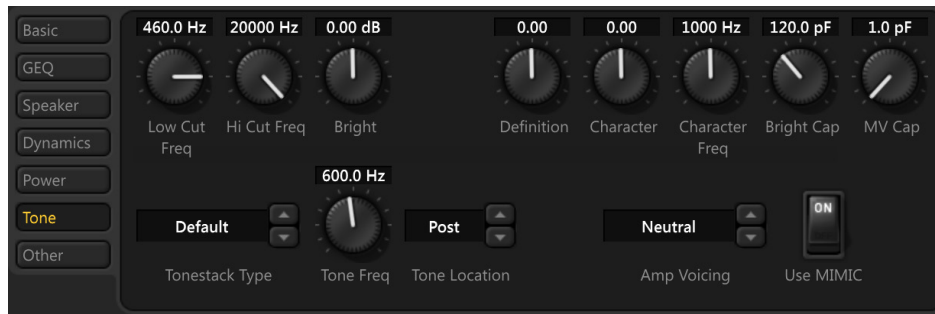 Basic
GEQ
Speaker
Dynamics
Power
Tone
Other
460.0 Hz 20000 Hz 0.00 dB 0.00 0.00 1000 Hz 120.0 pF 1.0 pF
Low Cut Hi Cut Freq Bright Definition Character Character Bright Cap MV Cap
Freq Freq
600.0 Hz
Default Post Neutral ON
Tonestack Type Tone Freq Tone Location Amp Voicing Use MIMIC